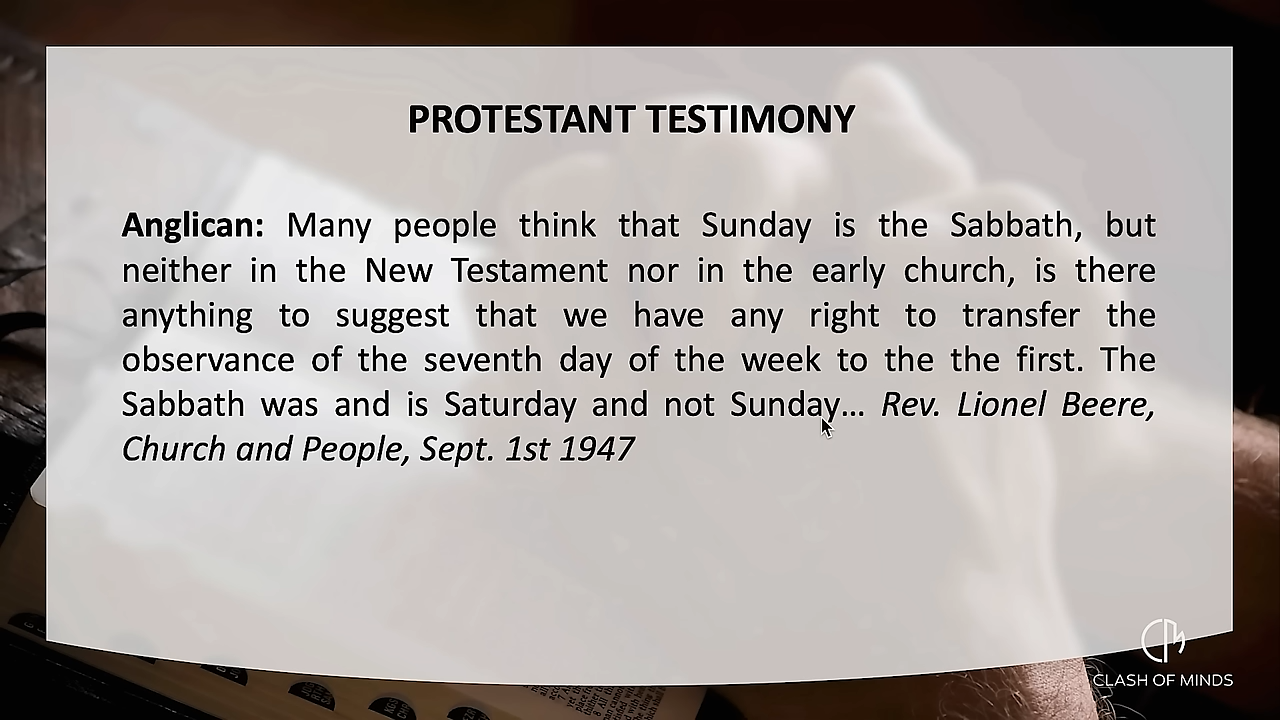 PROTESTANT TESTIMONY
Anglican: Many people think that Sunday is the Sabbath, but
neither in the New Testament nor in the early church, is there
anything to suggest that we have any right to transfer the
observance of the seventh day of the week to the the first. The
Sabbath was and is Saturday and not Sunday… Rev. Lionel Beere,
Church and People, Sept. 1st 1947
CLASH OF MINDS